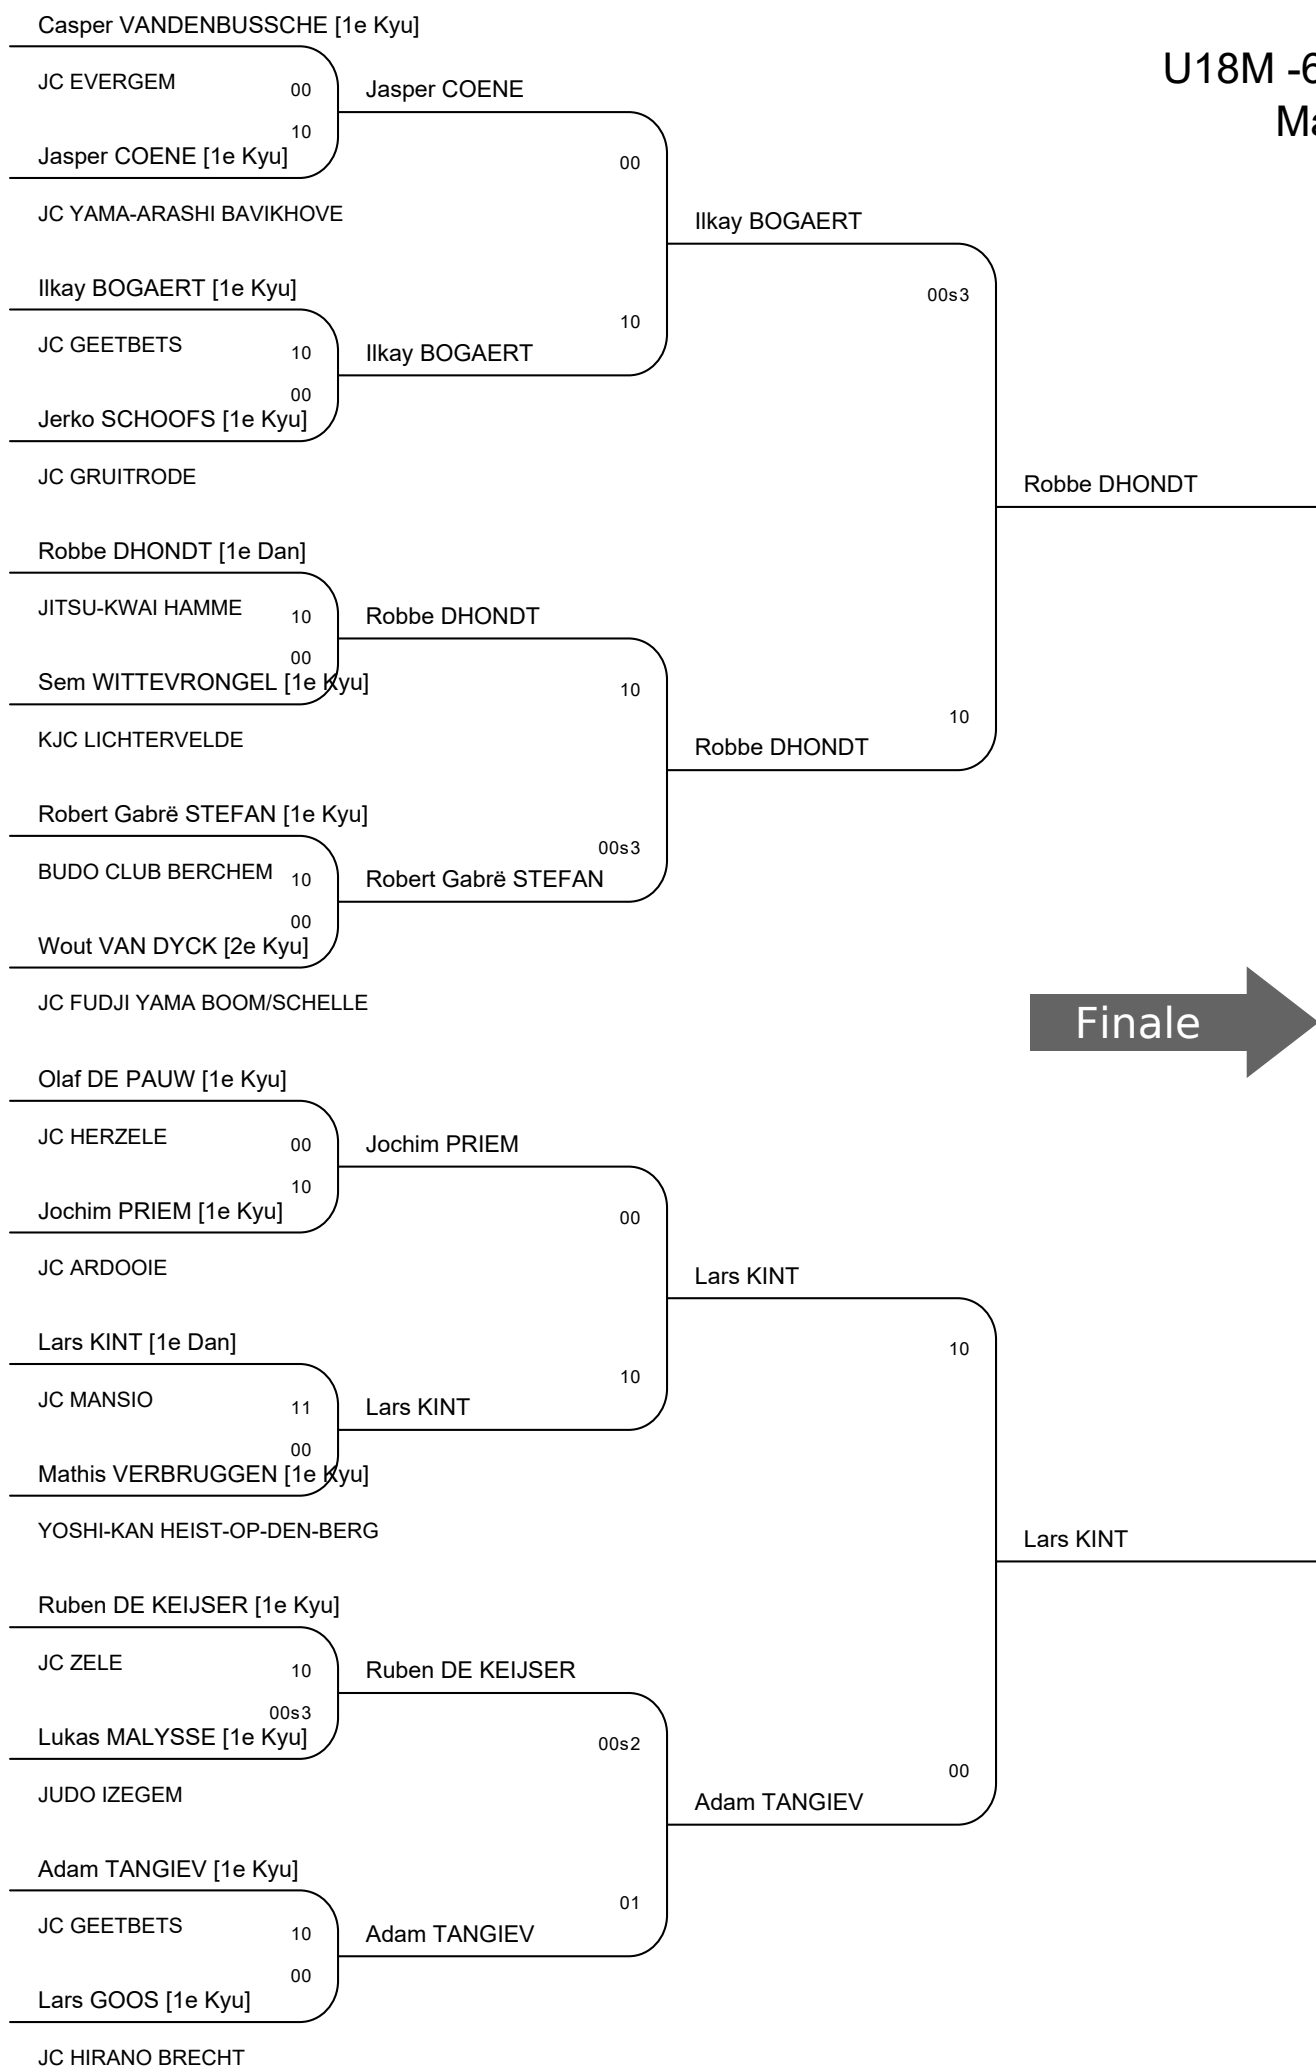 Casper VANDENBUSSCHE [1e Kyu]
JC EVERGEM
00
10
Jasper COENE [1e Kyu]
JC YAMA-ARASHI BAVIKHOVE
Ilkay BOGAERT [1e Kyu]
JC GEETBETS
10
00
Jerko SCHOOFS [1e Kyu]
JC GRUITRODE
Robbe DHONDT [1e Dan]
JITSU-KWAI HAMME
10
00
Sem WITTEVRONGEL [1e Kyu]
KJC LICHTERVELDE
Robert Gabrë STEFAN [1e Kyu]
BUDO CLUB BERCHEM
10
00
Wout VAN DYCK [2e Kyu]
JC FUDJI YAMA BOOM/SCHELLE
Olaf DE PAUW [1e Kyu]
JC HERZELE
00
10
Jochim PRIEM [1e Kyu]
JC ARDOOIE
Lars KINT [1e Dan]
JC MANSIO
11
00
Mathis VERBRUGGEN [1e Kyu]
YOSHI-KAN HEIST-OP-DEN-BERG
Ruben DE KEIJSER [1e Kyu]
JC ZELE
10
00s3
Lukas MALYSSE [1e Kyu]
JUDO IZEGEM
Adam TANGIEV [1e Kyu]
JC GEETBETS
10
00
Lars GOOS [1e Kyu]
JC HIRANO BRECHT
Jasper COENE
00
10
Ilkay BOGAERT
Robbe DHONDT
10
00s3
Robert Gabrë STEFAN
Jochim PRIEM
00
10
Lars KINT
Ruben DE KEIJSER
00s2
01
Adam TANGIEV
Ilkay BOGAERT
00s3
10
Robbe DHONDT
Lars KINT
10
00
Adam TANGIEV
U18M -6
Ma
Robbe DHONDT
Finale
Lars KINT